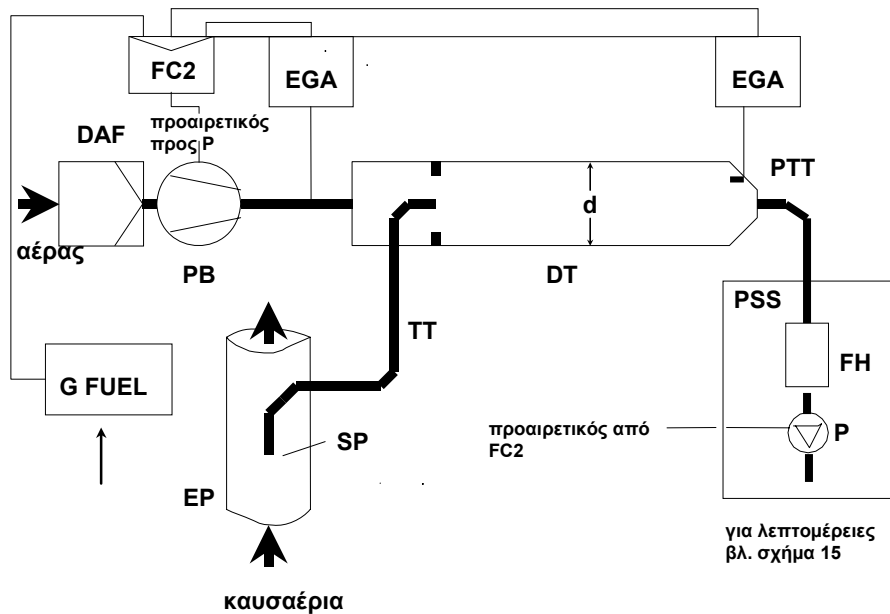 FC2
EGA
EGA
προαιρετικός
προς P
DAF
PTT
αέρας
d
PB
DT
PSS
TT
G FUEL
FH
SP
προαιρετικός από
FC2
P
EP
για λεπτομέρειες
βλ. σχήμα 15
καυσαέρια